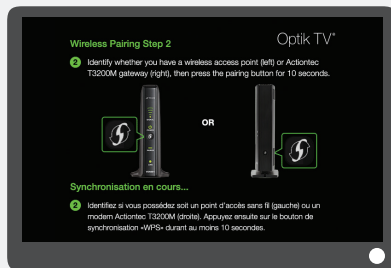 Optik TV®
Wireless Pairing Step 2
2 Identify whether you have a wireless access point (left) or Actiontec
T3200M gateway (right), then press the pairing button for 10 seconds.
OR
Synchronisation en cours...
2 Identifiez si vous possédez soit un point d'accès sans fil (gauche) ou un
modem Actiontec T3200M (droite). Appuyez ensuite sur le bouton de
synchronisation «WPS» durant au moins 10 secondes.